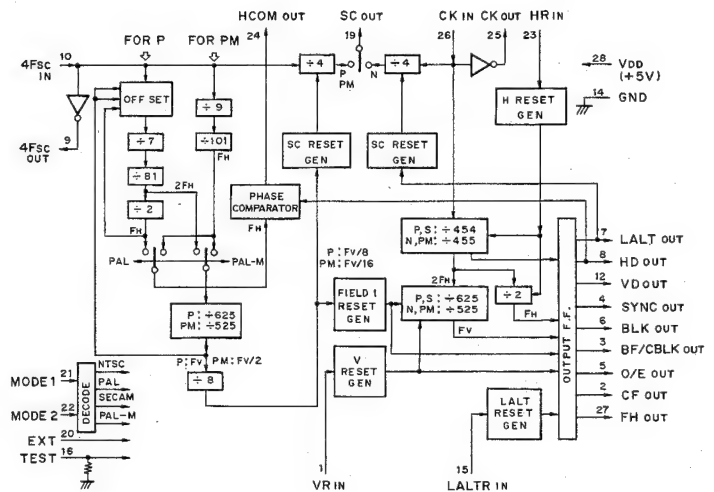 HCOM OUT
SC OUT
CK IN CK OUT HR IN
FOR P
FOR PM
24
19
26
25
23
4FSC IN
10
÷4
P
PM
N
÷4
28
VDD (+5V)
14
GND
OFF SET
÷9
H RESET GEN
9
4FSC OUT
÷7
÷101
FH
SC RESET GEN
SC RESET GEN
÷81
2FH
÷2
FH
PHASE COMPARATOR
FH
P,S: ÷454
N,PM: ÷455
7
LALT OUT
8
HD OUT
PAL
PAL-M
P: FV/8
PM: FV/16
2FH
12
VD OUT
P: ÷625
PM: ÷525
FIELD 1 RESET GEN
P,S: ÷625
N,PM: ÷525
÷2
FH
4
SYNC OUT
6
BLK OUT
FV
OUTPUT F.F.
3
BF/CBLK OUT
P: FV
PM: FV/2
÷8
V RESET GEN
5
O/E OUT
MODE 1
21
DECODE
NTSC
PAL
SECAM
PAL-M
MODE 2
22
LALT RESET GEN
2
CF OUT
27
FH OUT
EXT
20
TEST
16
1
VR IN
15
LALTR IN